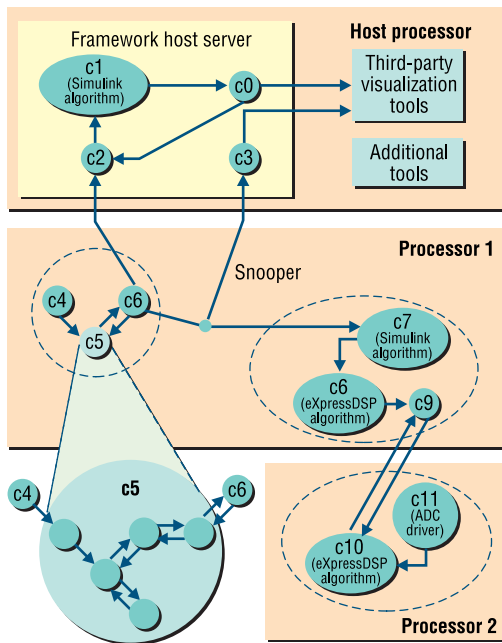 Framework host server
Host processor
c1
(Simulink
algorithm)
c0
Third-party
visualization
tools
c2
c3
Additional
tools
Processor 1
Snooper
c4
c6
c5
c7
(Simulink
algorithm)
c6
(eXpressDSP
algorithm)
c9
c4
c5
c6
c11
(ADC
driver)
c10
(eXpressDSP
algorithm)
Processor 2